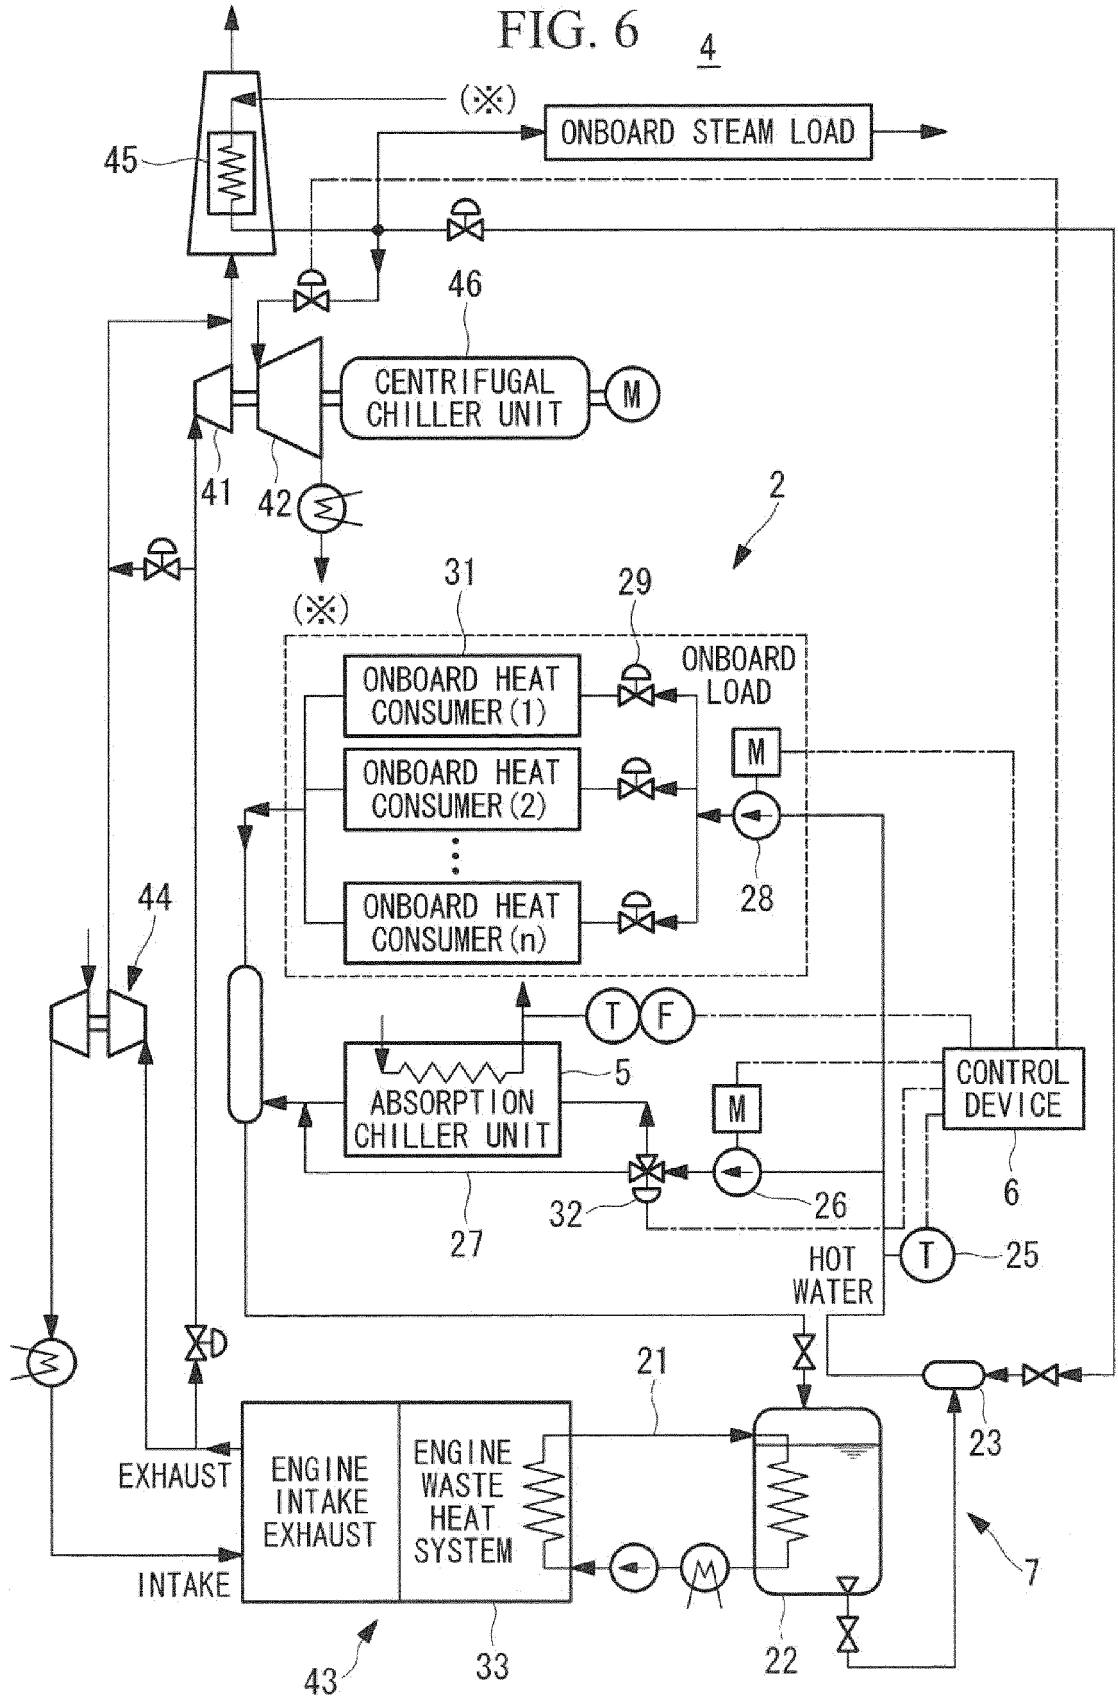 FIG. 6
4
(※)
ONBOARD STEAM LOAD
45
46
CENTRIFUGAL
CHILLER UNIT
M
41
42
2
(※)
31
29
ONBOARD HEAT
CONSUMER(1)
ONBOARD
LOAD
M
ONBOARD HEAT
CONSUMER(2)
28
44
ONBOARD HEAT
CONSUMER(n)
T
F
5
ABSORPTION
CHILLER UNIT
M
CONTROL
DEVICE
6
27
32
26
T
25
HOT
WATER
21
23
EXHAUST
ENGINE
INTAKE
EXHAUST
ENGINE
WASTE
HEAT
SYSTEM
INTAKE
7
43
33
22